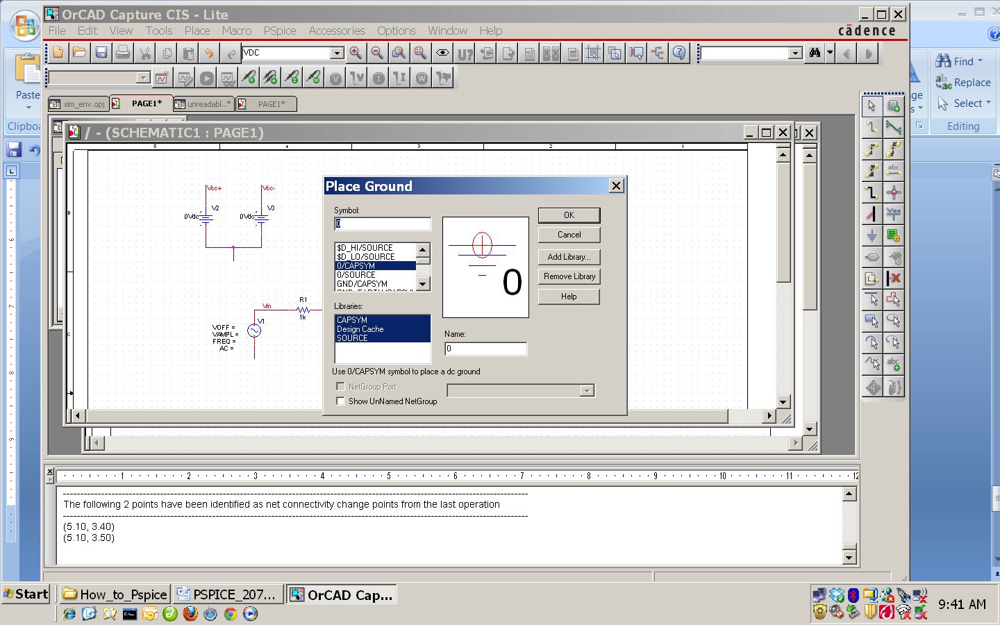 OrCAD Capture CIS - Lite
File Edit View Tools Place Macro PSpice Accessories Options Window Help
cādence
VDC
Paste
Find
Replace
Select
Editing
sim_env.opj
PAGE1*
unreadabl..*
PAGE1*
/ - (SCHEMATIC1 : PAGE1)
5 4 3 2 1
Vcc+
Vcc-
V2
V3
0Vdc
0Vdc
D
C
Vin
R1
1k
V1
VOFF =
VAMPL =
FREQ =
AC =
Place Ground
Symbol:
0
$D_HI/SOURCE
$D_LO/SOURCE
0/CAPSYM
0/SOURCE
GND/CAPSYM
Libraries:
CAPSYM
Design Cache
SOURCE
0
Name:
0
OK
Cancel
Add Library...
Remove Library
Help
Use 0/CAPSYM symbol to place a dc ground
NetGroup Port
Show UnNamed NetGroup
1 2 3 4 5 6 7 8 9 10 11 12
The following 2 points have been identified as net connectivity change points from the last operation
(5.10, 3.40)
(5.10, 3.50)
Start
How_to_Pspice
PSPICE_207...
OrCAD Cap...
9:41 AM